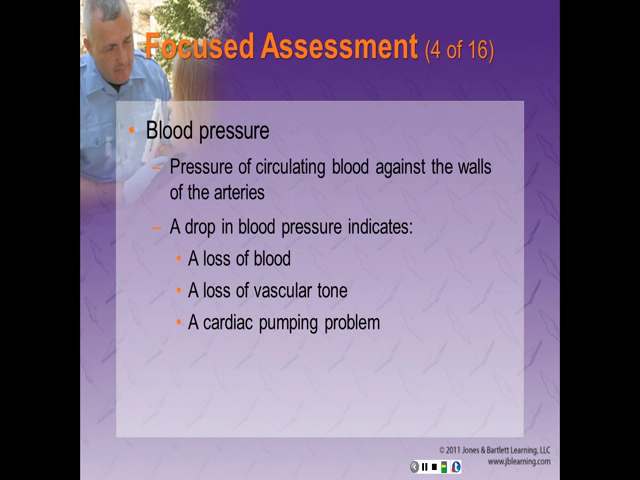 Focused Assessment (4 of 16)
• Blood pressure
– Pressure of circulating blood against the walls
of the arteries
– A drop in blood pressure indicates:
• A loss of blood
• A loss of vascular tone
• A cardiac pumping problem
© 2011 Jones & Bartlett Learning, LLC
www.jblearning.com